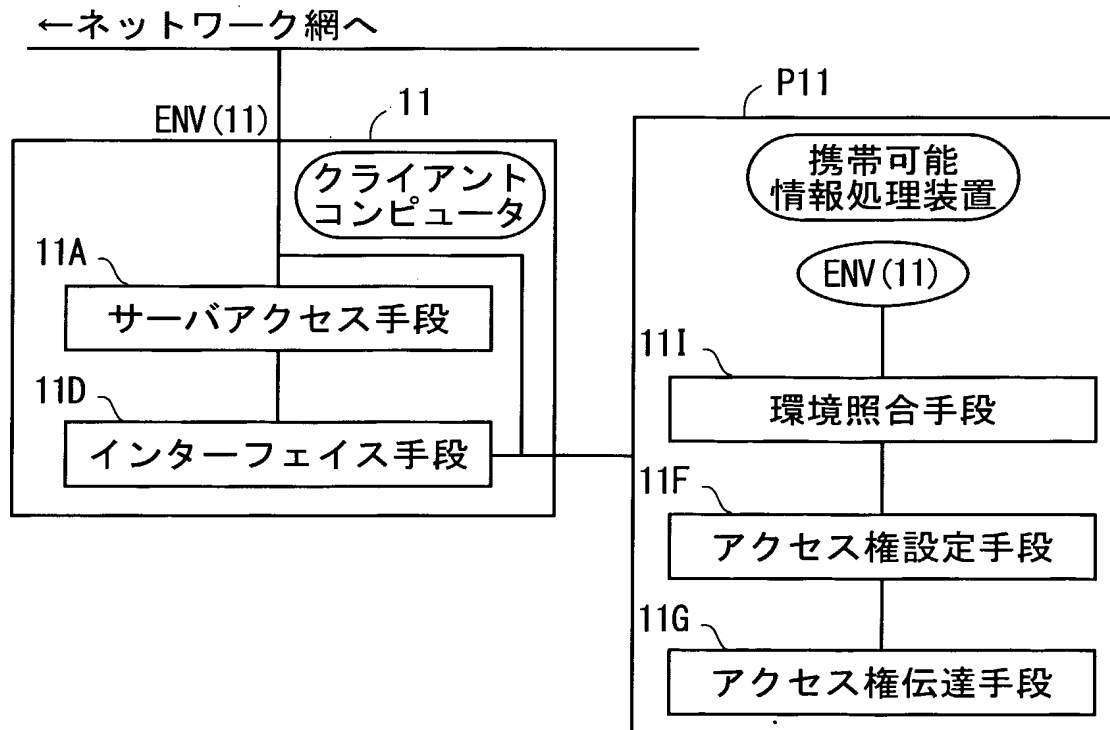 ←ネットワーク網へ
ENV(11)
11
クライアント
コンピュータ
11A
サーバアクセス手段
11D
インターフェイス手段
P11
携帯可能
情報処理装置
ENV(11)
11I
環境照合手段
11F
アクセス権設定手段
11G
アクセス権伝達手段